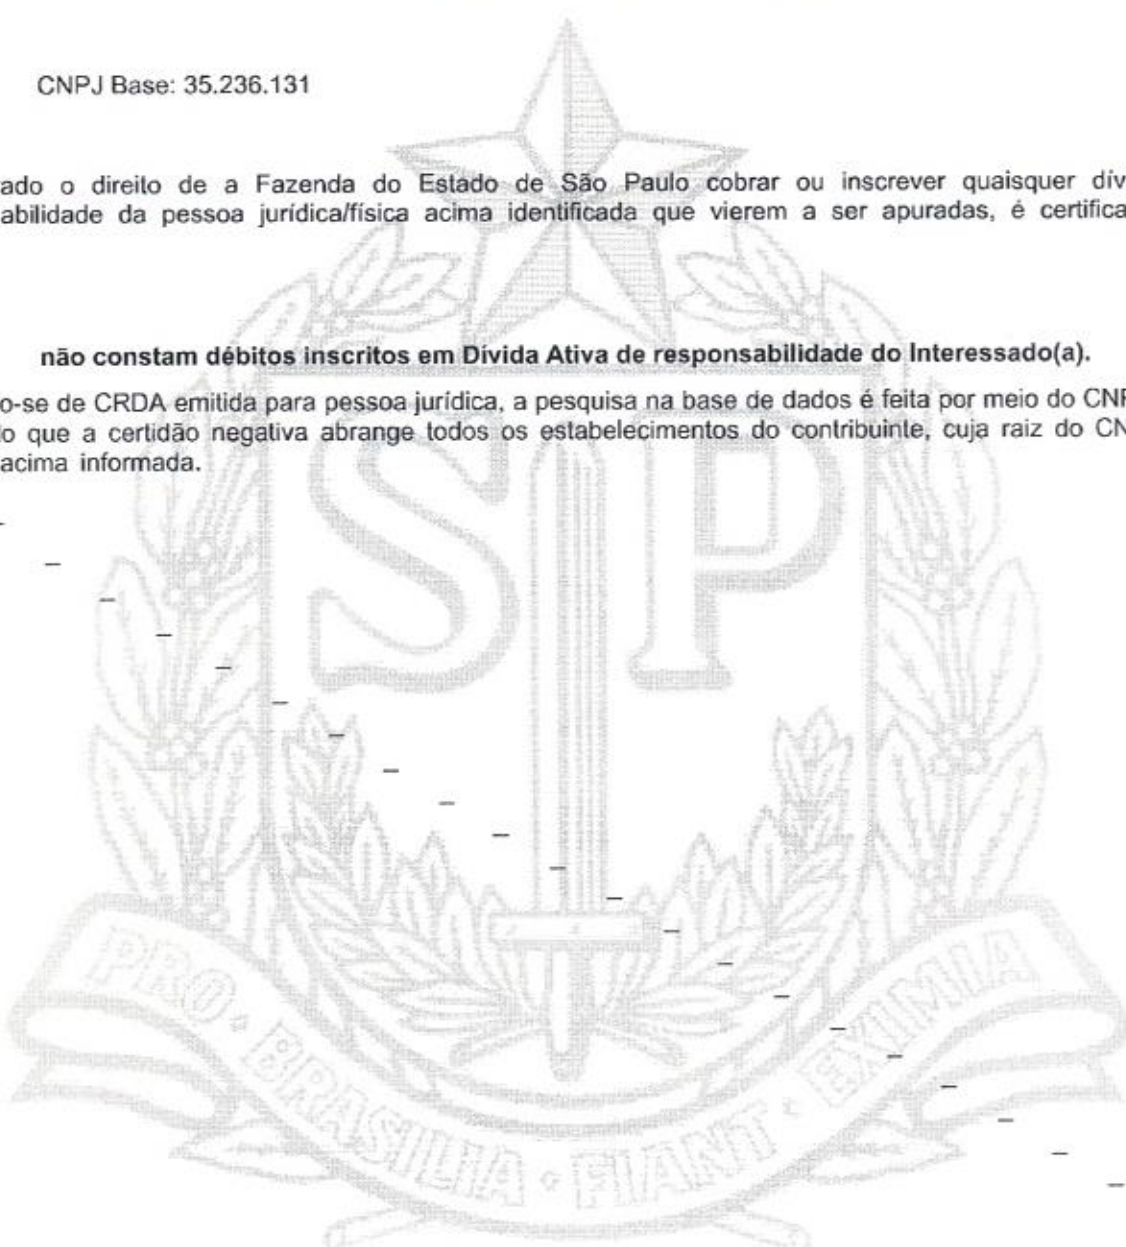 CNPJ Base: 35.236.131
ado o direito de a Fazenda do Estado de São Paulo cobrar ou inscrever quaisquer dív
abilidade da pessoa jurídica/física acima identificada que vierem a ser apuradas, é certifica
não constam débitos inscritos em Dívida Ativa de responsabilidade do Interessado(a).
o-se de CRDA emitida para pessoa jurídica, a pesquisa na base de dados é feita por meio do CNP
lo que a certidão negativa abrange todos os estabelecimentos do contribuinte, cuja raiz do CN
acima informada.
SP
PRO · BRASILIA · FIANT · EXIMIA